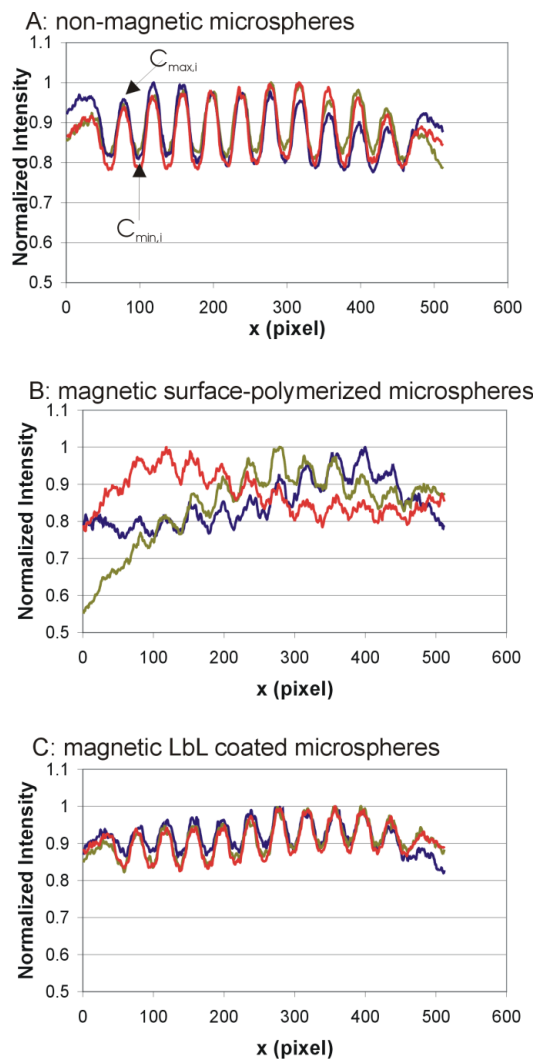 A: non-magnetic microspheres
1.1
1
0.9
0.8
0.7
0.6
0.5
Normalized Intensity
Cmax,i
Cmin,i
0 100 200 300 400 500 600
x (pixel)
B: magnetic surface-polymerized microspheres
1.1
1
0.9
0.8
0.7
0.6
0.5
Normalized Intensity
0 100 200 300 400 500 600
x (pixel)
C: magnetic LbL coated microspheres
1.1
1
0.9
0.8
0.7
0.6
0.5
Normalized Intensity
0 100 200 300 400 500 600
x (pixel)